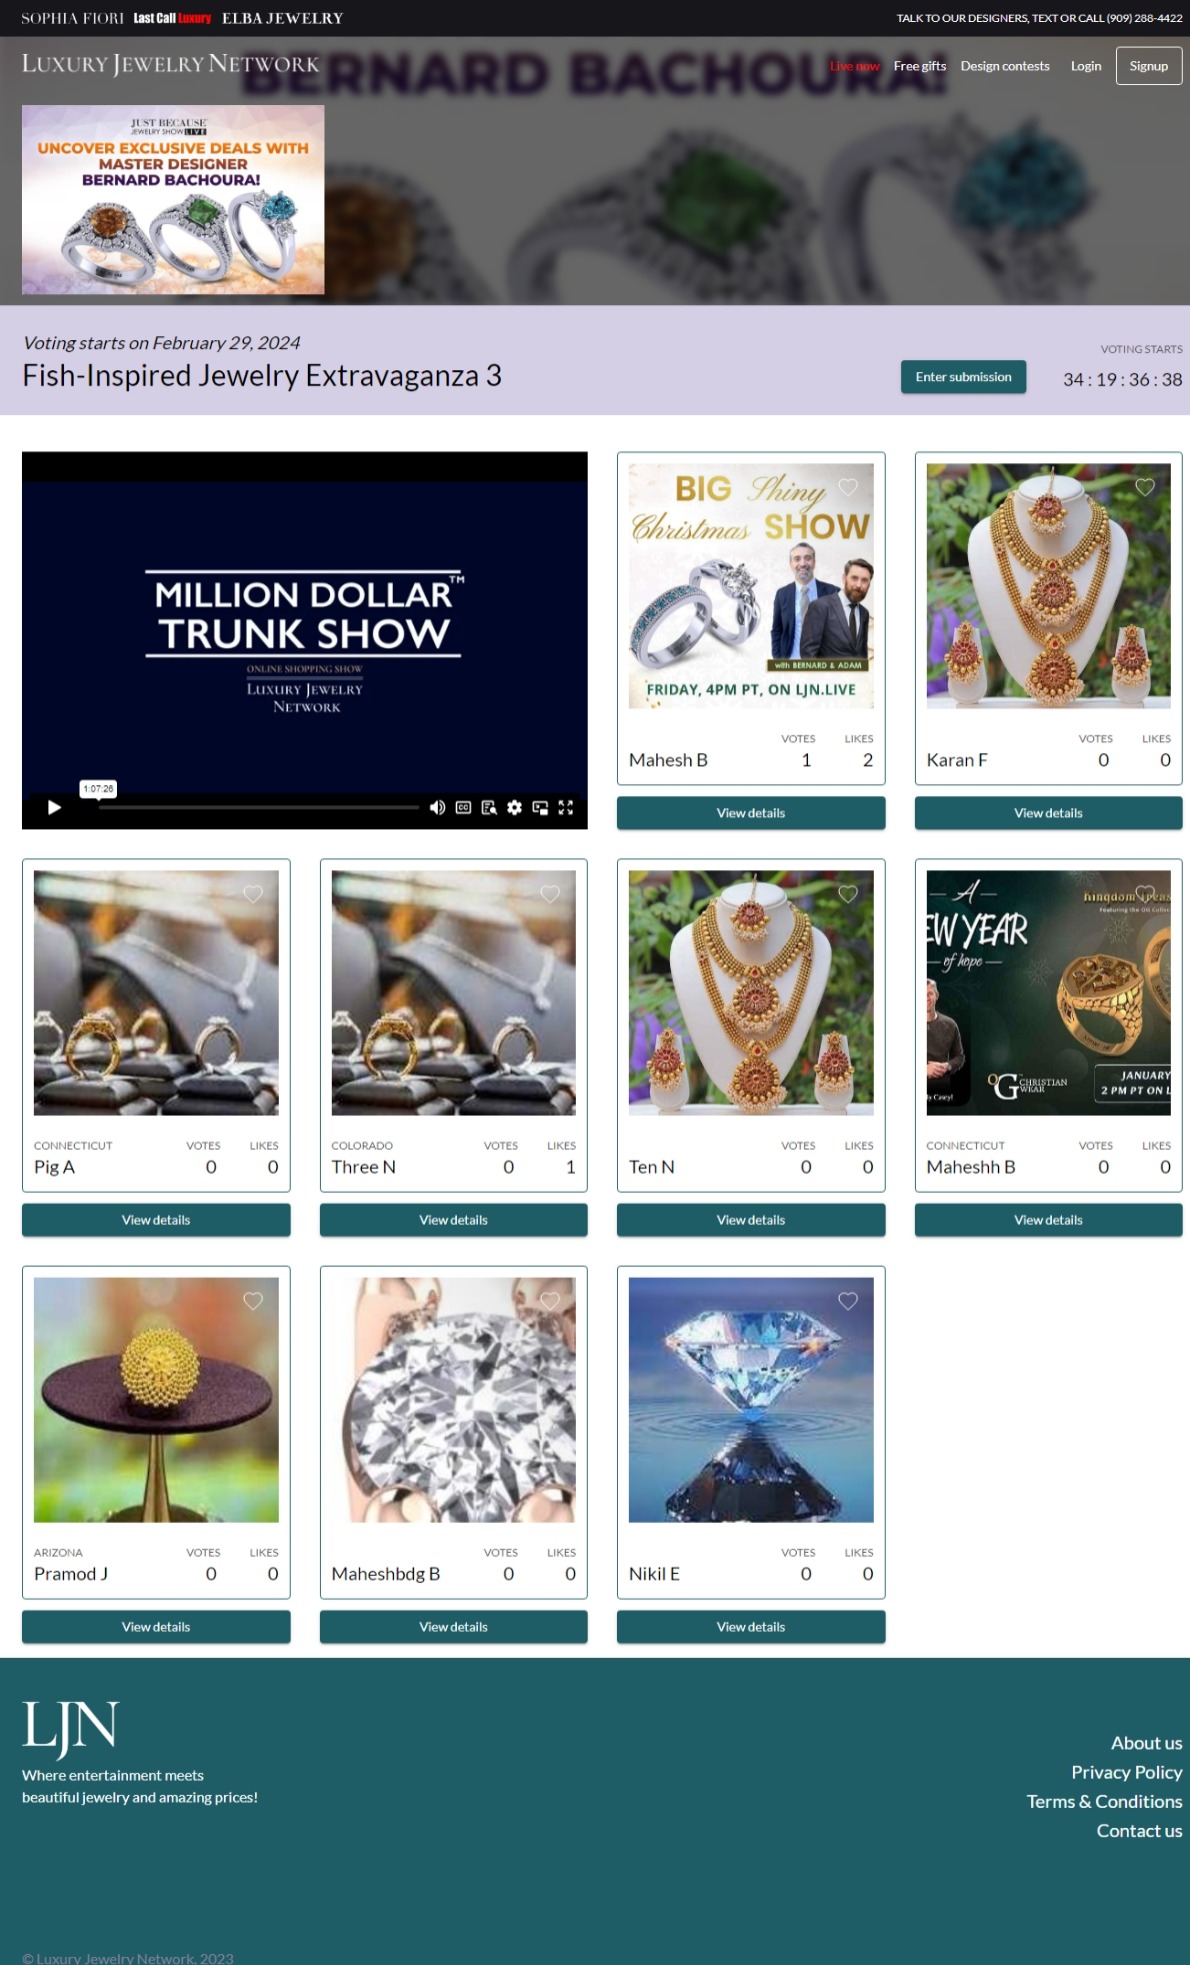 SOPHIA FIORI Last Call Luxury ELBA JEWELRY
TALK TO OUR DESIGNERS, TEXT OR CALL (909) 288-4422
LUXURY JEWELRY NETWORK
BERNARD BACHOURA!
Live now Free gifts Design contests Login Signup
JUST BECAUSE
JEWELRY SHOW LIVE
UNCOVER EXCLUSIVE DEALS WITH
MASTER DESIGNER
BERNARD BACHOURA!
Voting starts on February 29, 2024
Fish-Inspired Jewelry Extravaganza 3
Enter submission
VOTING STARTS
34 : 19 : 36 : 38
MILLION DOLLAR™
TRUNK SHOW
ONLINE SHOPPING SHOW
LUXURY JEWELRY
NETWORK
1:07:26
CC
BIG Shiny
Christmas SHOW
with BERNARD & ADAM
FRIDAY, 4PM PT, ON LJN.LIVE
VOTES LIKES
Mahesh B 1 2
View details
VOTES LIKES
Karan F 0 0
View details
CONNECTICUT VOTES LIKES
Pig A 0 0
View details
COLORADO VOTES LIKES
Three N 0 1
View details
VOTES LIKES
Ten N 0 0
View details
A
EW YEAR
of hope
Kingdom
Featuring the OG
OG CHRISTIAN
WEAR
JANUARY
2 PM PT ON L
CONNECTICUT VOTES LIKES
Maheshh B 0 0
View details
ARIZONA VOTES LIKES
Pramod J 0 0
View details
VOTES LIKES
Maheshbdg B 0 0
View details
VOTES LIKES
Nikil E 0 0
View details
LJN
Where entertainment meets
beautiful jewelry and amazing prices!
About us
Privacy Policy
Terms & Conditions
Contact us
© Luxury Jewelry Network, 2023